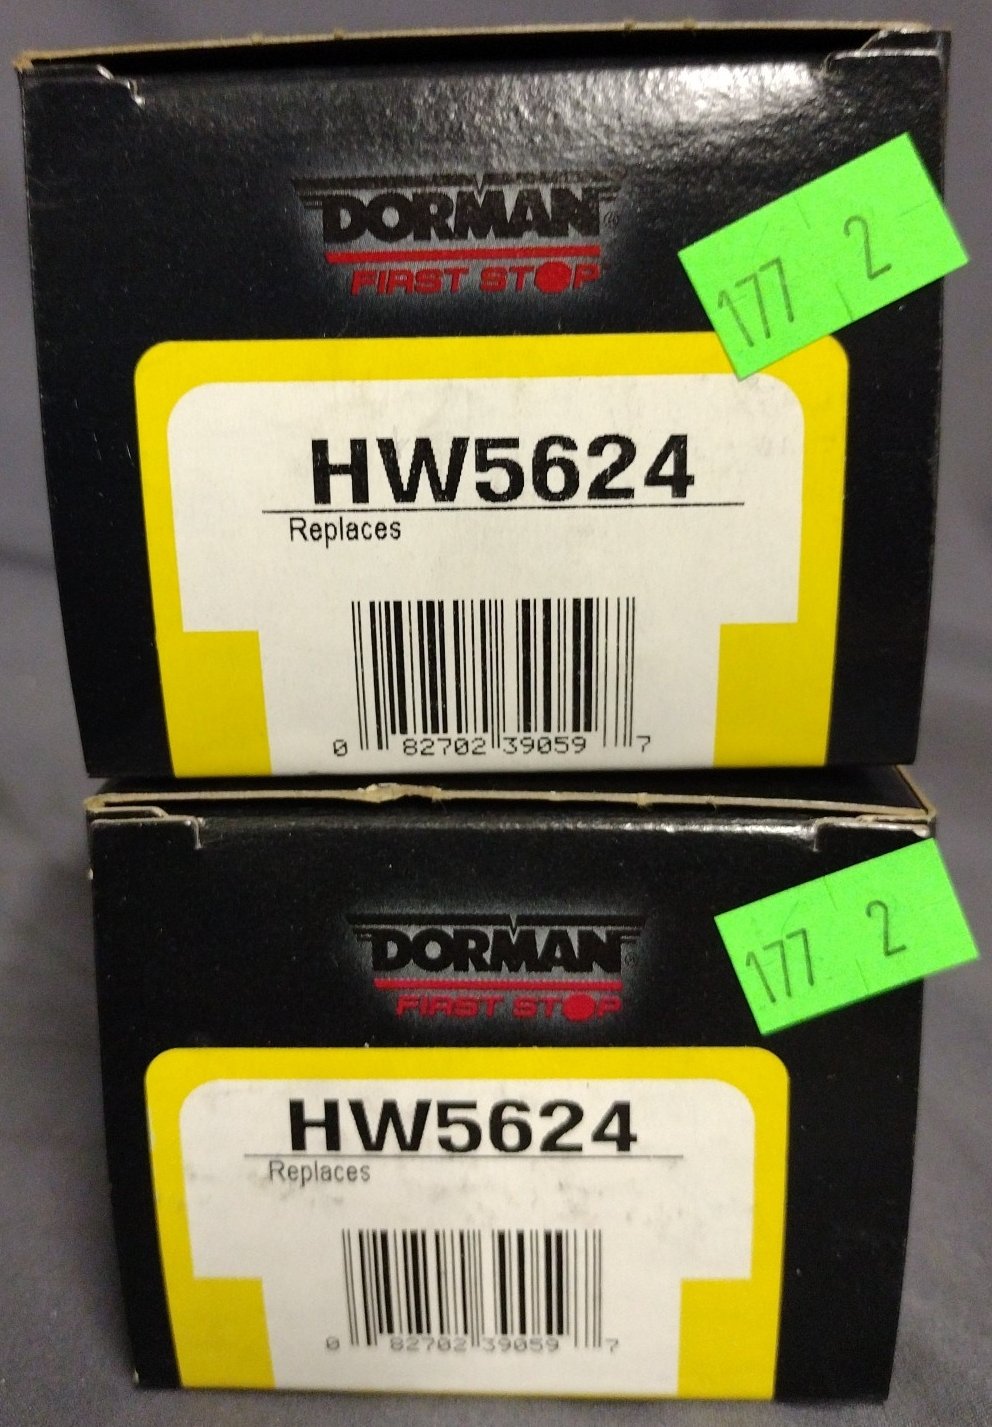 DORMAN®
FIRST STOP
177 2
HW5624
Replaces
0 82702 39059 7
DORMAN®
FIRST STOP
177 2
HW5624
Replaces
0 82702 39059 7